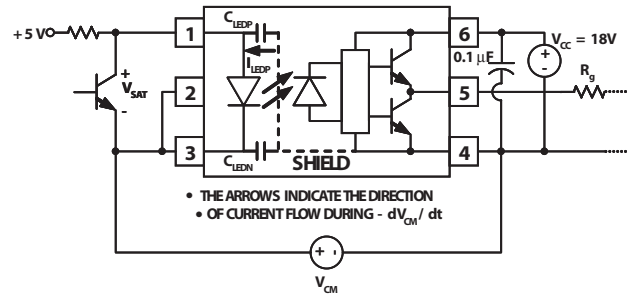 +5 V
1
C_LEDP
6
I_LEDP
0.1 µF
+
-
V_CC = 18V
+
V_SAT
-
2
5
R_g
3
C_LEDN
SHIELD
4
• THE ARROWS INDICATE THE DIRECTION
• OF CURRENT FLOW DURING - dV_CM / dt
+ -
V_CM